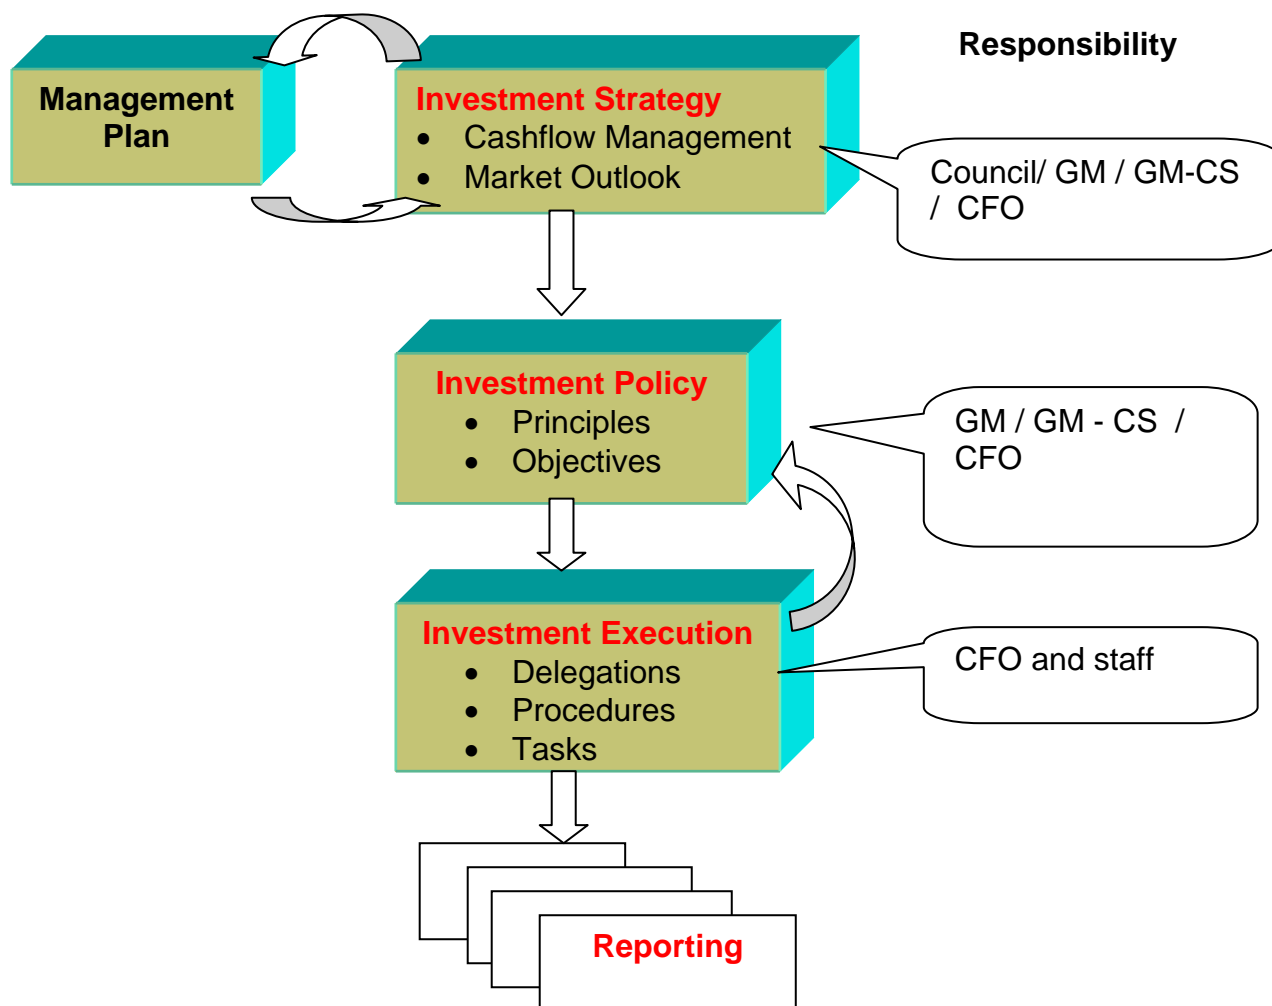 Responsibility
Management
Plan
Investment Strategy
• Cashflow Management
• Market Outlook
Council/ GM / GM-CS
/ CFO
Investment Policy
• Principles
• Objectives
GM / GM - CS /
CFO
Investment Execution
• Delegations
• Procedures
• Tasks
CFO and staff
Reporting